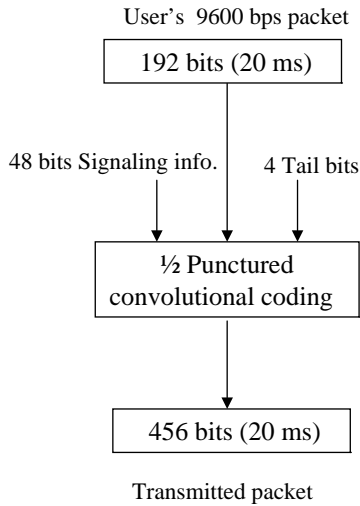 User's 9600 bps packet
192 bits (20 ms)
48 bits Signaling info.
4 Tail bits
½ Punctured
convolutional coding
456 bits (20 ms)
Transmitted packet